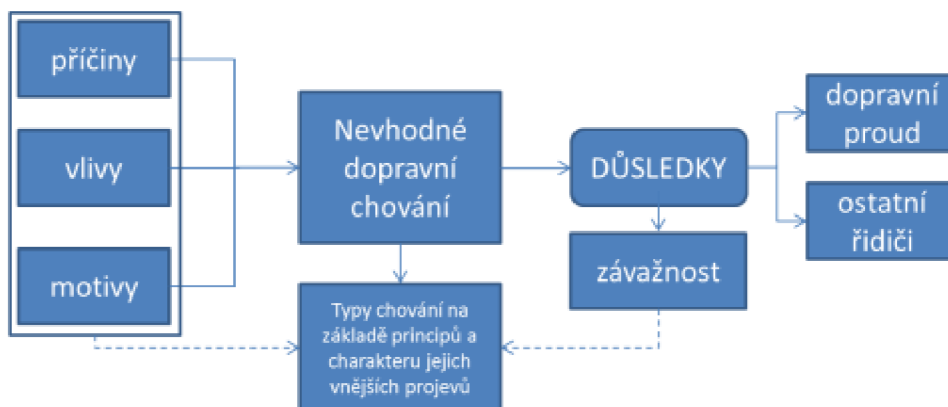 příčiny
vlivy
motivy
Nevhodné
dopravní
chování
Typy chování na
základě principů a
charakteru jejich
vnějších projevů
DŮSLEDKY
závažnost
dopravní
proud
ostatní
řidiči